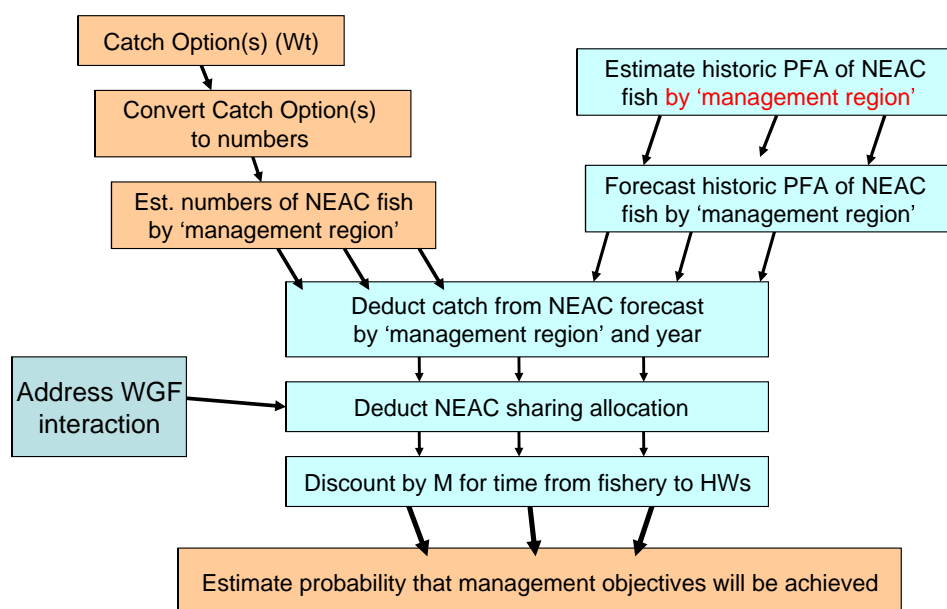 Catch Option(s) (Wt)
Convert Catch Option(s)
to numbers
Est. numbers of NEAC fish
by ‘management region’
Estimate historic PFA of NEAC
fish by ‘management region’
Forecast historic PFA of NEAC
fish by ‘management region’
Deduct catch from NEAC forecast
by ‘management region’ and year
Address WGF
interaction
Deduct NEAC sharing allocation
Discount by M for time from fishery to HWs
Estimate probability that management objectives will be achieved